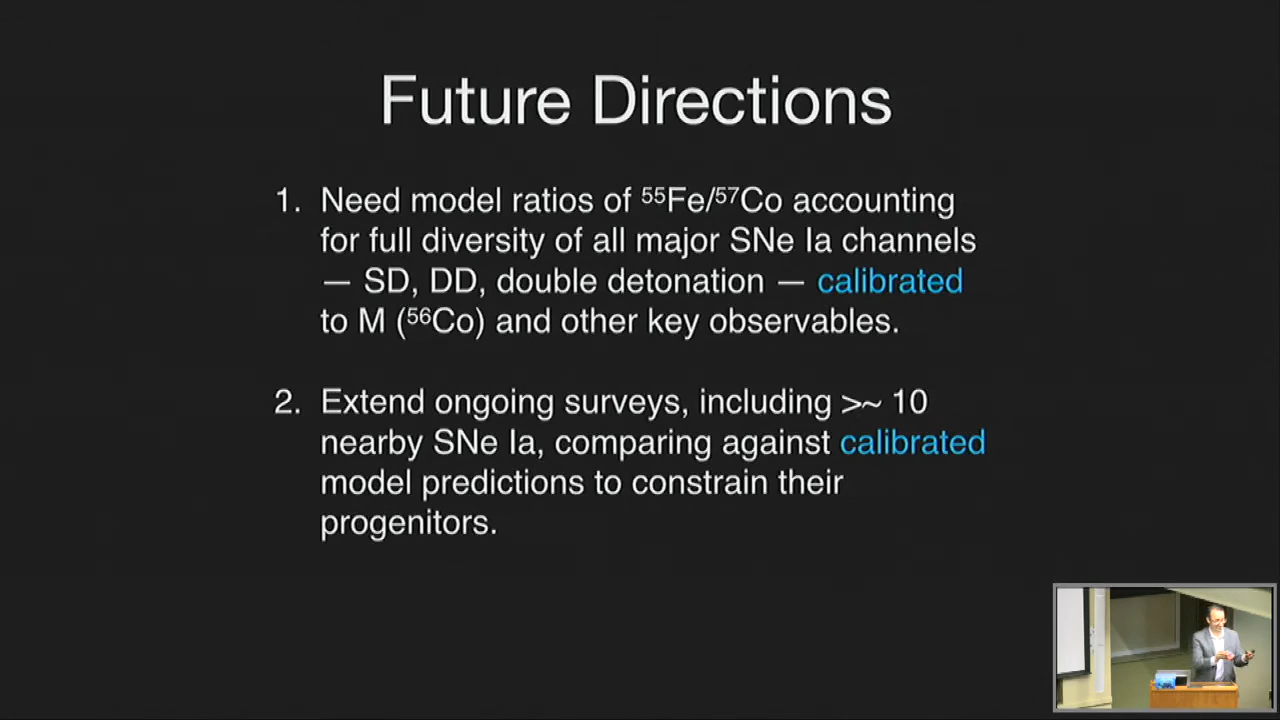 Future Directions
1. Need model ratios of ⁵⁵Fe/⁵⁷Co accounting
for full diversity of all major SNe Ia channels
— SD, DD, double detonation — calibrated
to M (⁵⁶Co) and other key observables.
2. Extend ongoing surveys, including >~ 10
nearby SNe Ia, comparing against calibrated
model predictions to constrain their
progenitors.